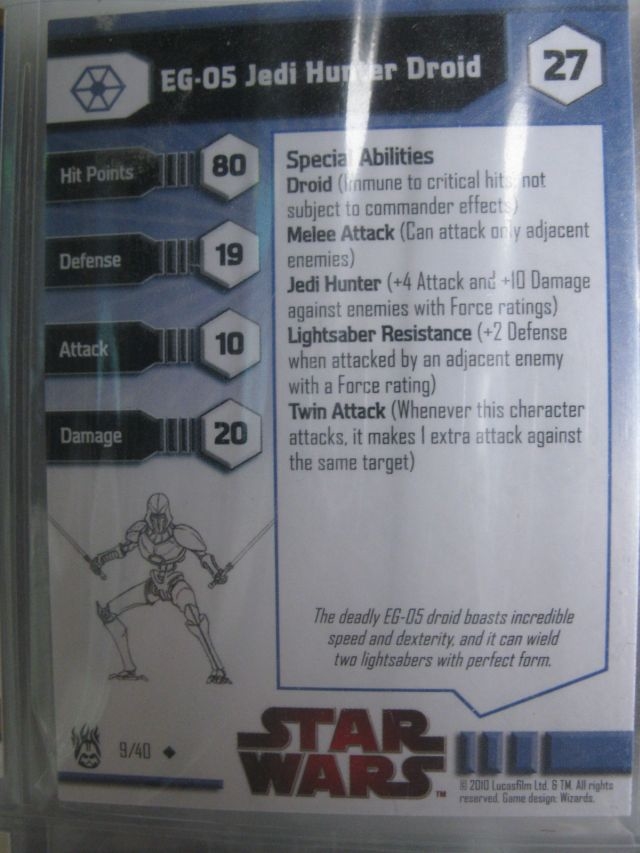 EG-05 Jedi Hunter Droid
27
Hit Points 80
Defense 19
Attack 10
Damage 20
Special Abilities
Droid (Immune to critical hits, not
subject to commander effects)
Melee Attack (Can attack only adjacent
enemies)
Jedi Hunter (+4 Attack and +10 Damage
against enemies with Force ratings)
Lightsaber Resistance (+2 Defense
when attacked by an adjacent enemy
with a Force rating)
Twin Attack (Whenever this character
attacks, it makes 1 extra attack against
the same target)
The deadly EG-05 droid boasts incredible
speed and dexterity, and it can wield
two lightsabers with perfect form.
9/40
STAR
WARS™
© 2010 Lucasfilm Ltd. & TM. All rights
reserved. Game design: Wizards.